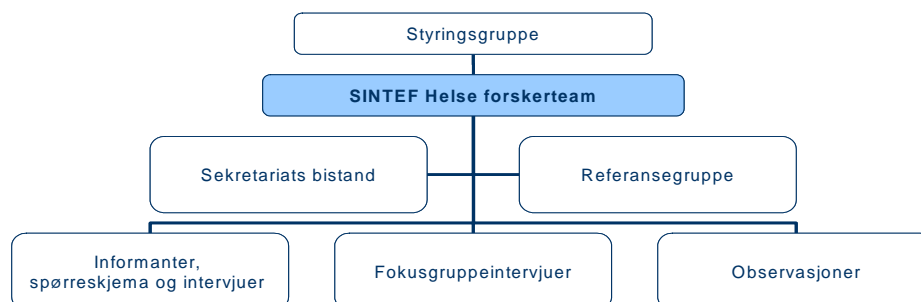 Styringsgruppe
SINTEF Helse forskerteam
Sekretariats bistand
Referansegruppe
Informanter,
spørreskjema og intervjuer
Fokusgruppeintervjuer
Observasjoner